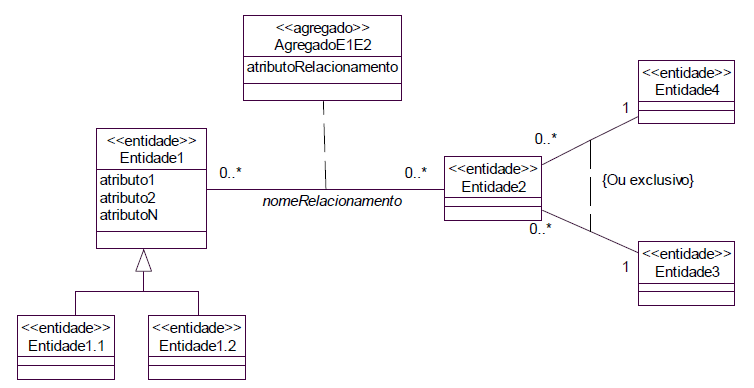 <<agregado>>
AgregadoE1E2
atributoRelacionamento
<<entidade>>
Entidade1
atributo1
atributo2
atributoN
0..*
0..*
nomeRelacionamento
<<entidade>>
Entidade2
0..*
0..*
<<entidade>>
Entidade4
1
{Ou exclusivo}
<<entidade>>
Entidade3
1
<<entidade>>
Entidade1.1
<<entidade>>
Entidade1.2